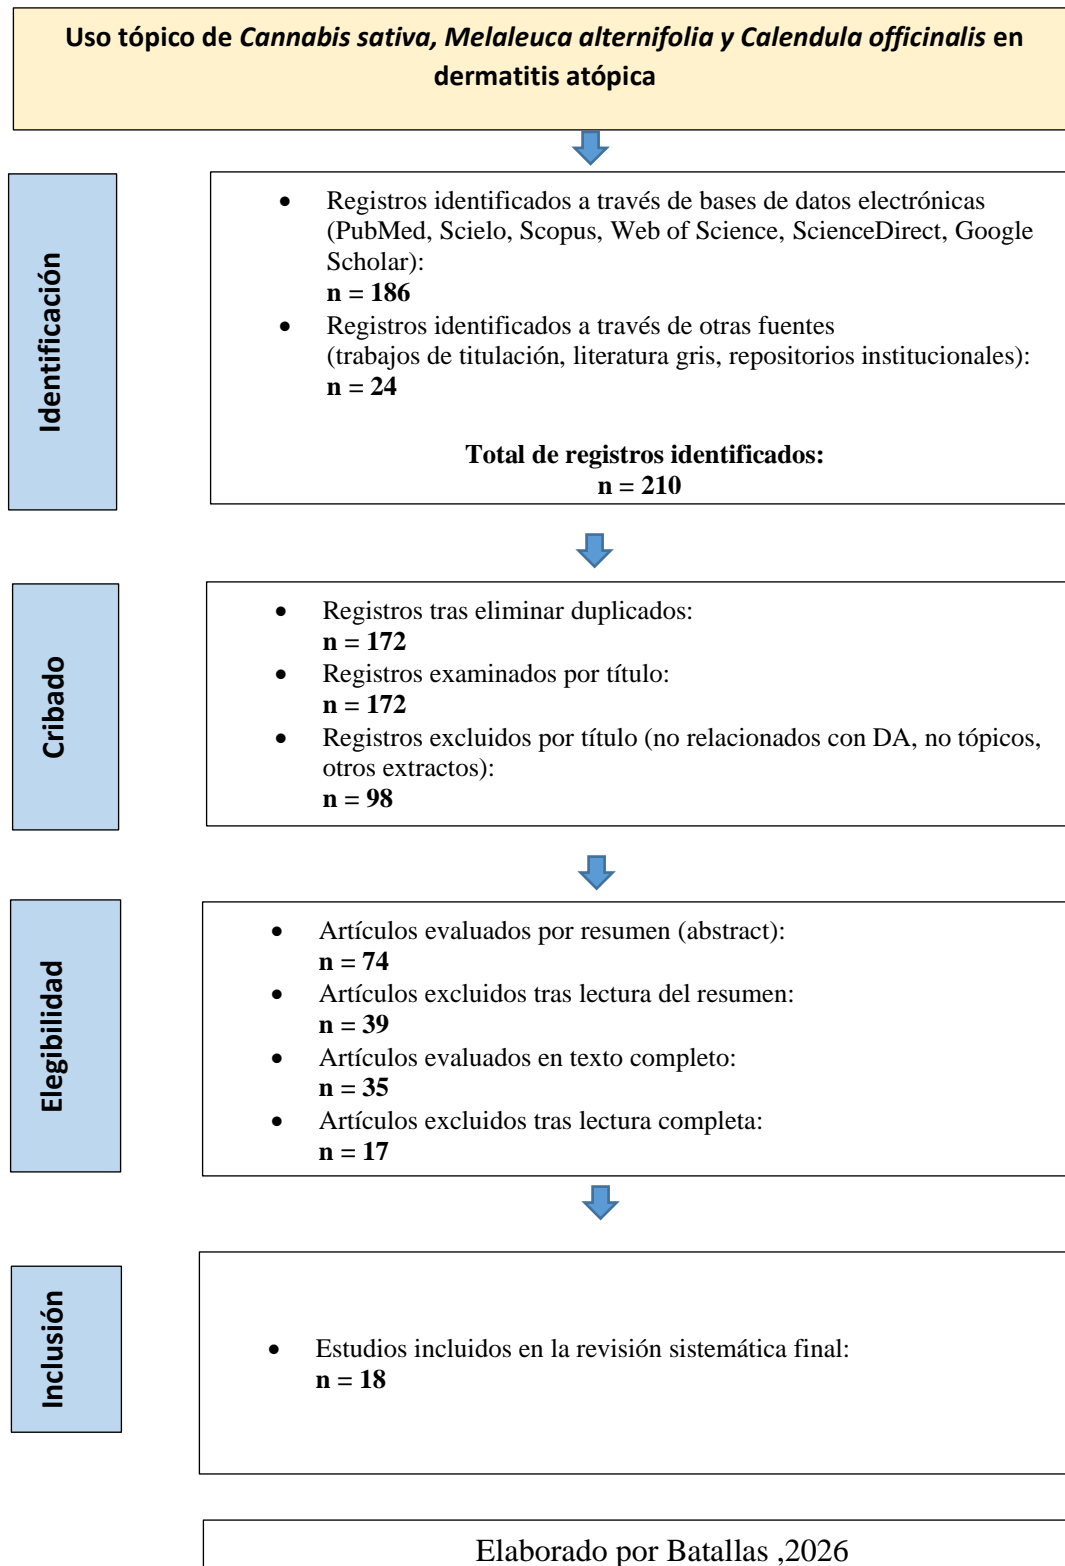 Uso tópico de Cannabis sativa, Melaleuca alternifolia y Calendula officinalis en
dermatitis atópica
Identificación
• Registros identificados a través de bases de datos electrónicas
(PubMed, Scielo, Scopus, Web of Science, ScienceDirect, Google
Scholar):
n = 186
• Registros identificados a través de otras fuentes
(trabajos de titulación, literatura gris, repositorios institucionales):
n = 24
Total de registros identificados:
n = 210
Cribado
• Registros tras eliminar duplicados:
n = 172
• Registros examinados por título:
n = 172
• Registros excluidos por título (no relacionados con DA, no tópicos,
otros extractos):
n = 98
Elegibilidad
• Artículos evaluados por resumen (abstract):
n = 74
• Artículos excluidos tras lectura del resumen:
n = 39
• Artículos evaluados en texto completo:
n = 35
• Artículos excluidos tras lectura completa:
n = 17
Inclusión
• Estudios incluidos en la revisión sistemática final:
n = 18
Elaborado por Batallas ,2026